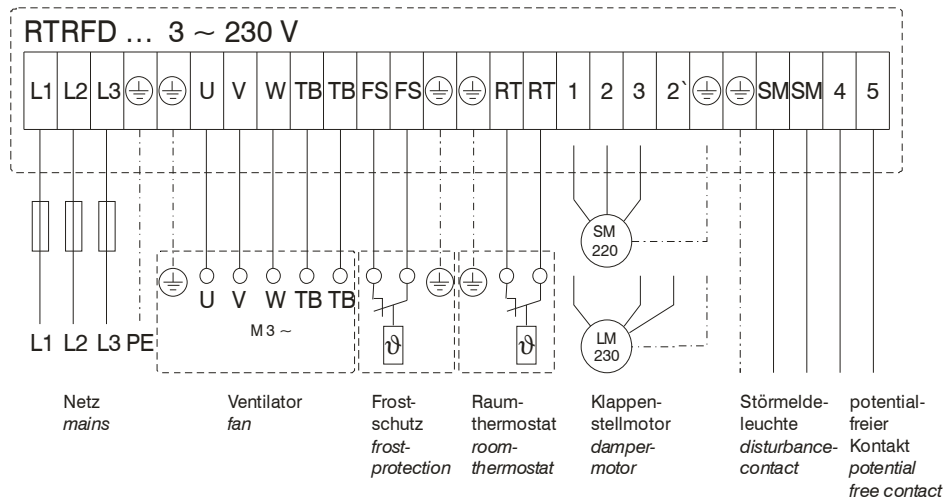 RTRFD ... 3 ~ 230 V
L1 L2 L3 U V W TB TB FS FS RT RT 1 2 3 2` SM SM 4 5
SM
220
U V W TB TB
M 3 ~
ϑ ϑ
LM
230
L1 L2 L3 PE
Netz
mains
Ventilator
fan
Frost-
schutz
frost-
protection
Raum-
thermostat
room-
thermostat
Klappen-
stellmotor
damper-
motor
Störmelde-
leuchte
disturbance-
contact
potential-
freier
Kontakt
potential
free contact